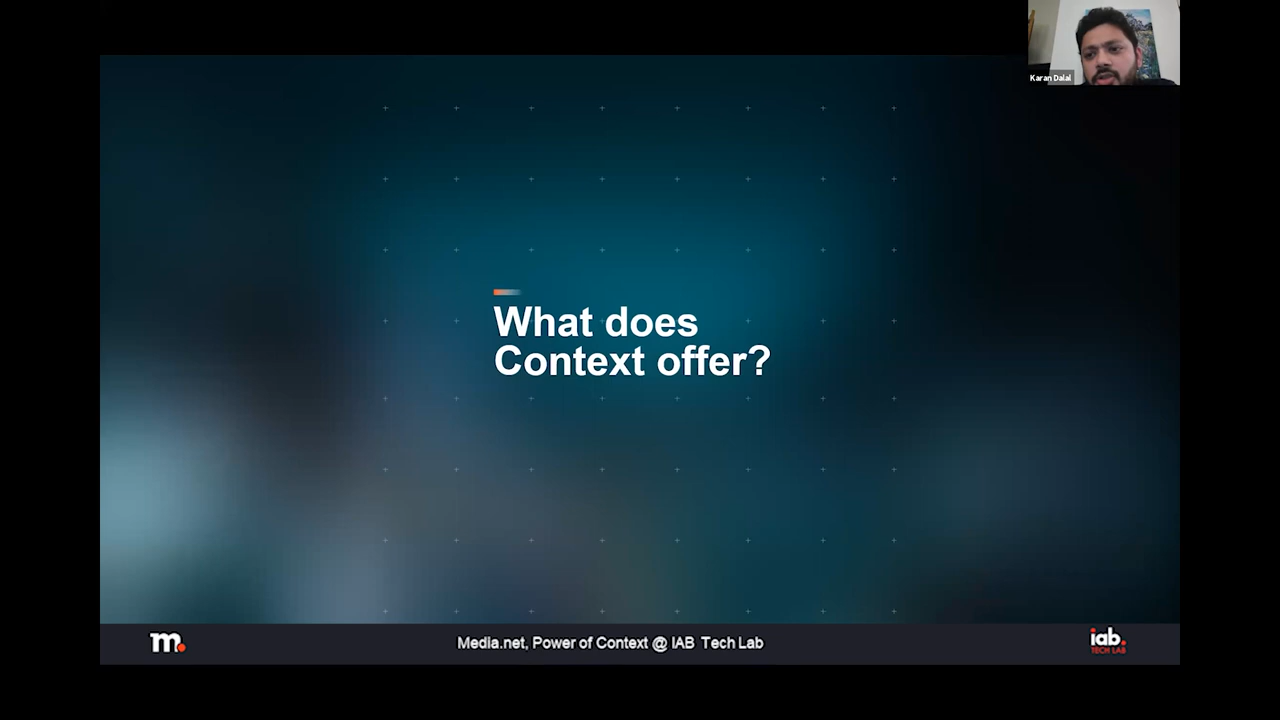 Karan Dalal
What does
Context offer?
m.
Media.net, Power of Context @ IAB Tech Lab
iab.
TECH LAB